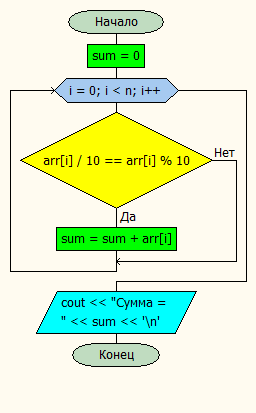 Начало
sum = 0
i = 0; i < n; i++
arr[i] / 10 == arr[i] % 10
Нет
Да
sum = sum + arr[i]
cout << "Сумма =
" << sum << '\n'
Конец